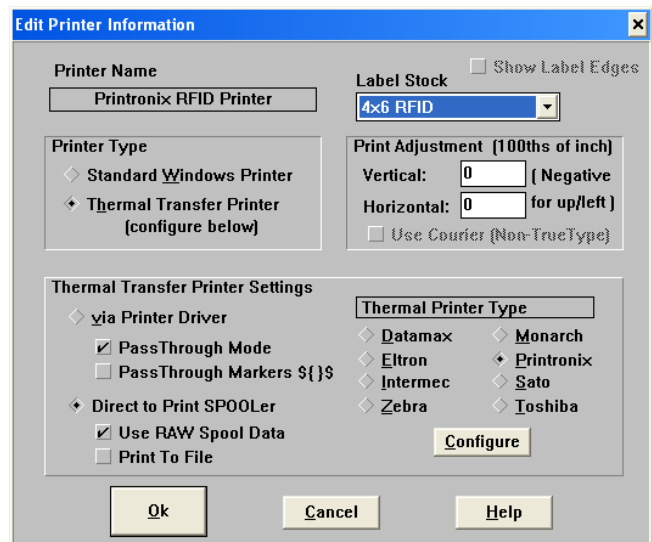 Edit Printer Information
Printer Name
Printronix RFID Printer
Label Stock
Show Label Edges
4x6 RFID
Printer Type
Standard Windows Printer
Thermal Transfer Printer
(configure below)
Print Adjustment (100ths of inch)
Vertical: 0 ( Negative
Horizontal: 0 for up/left )
Use Courier (Non-TrueType)
Thermal Transfer Printer Settings
via Printer Driver
PassThrough Mode
PassThrough Markers ${}$
Direct to Print SPOOLer
Use RAW Spool Data
Print To File
Thermal Printer Type
Datamax Monarch
Eltron Printronix
Intermec Sato
Zebra Toshiba
Configure
Ok Cancel Help